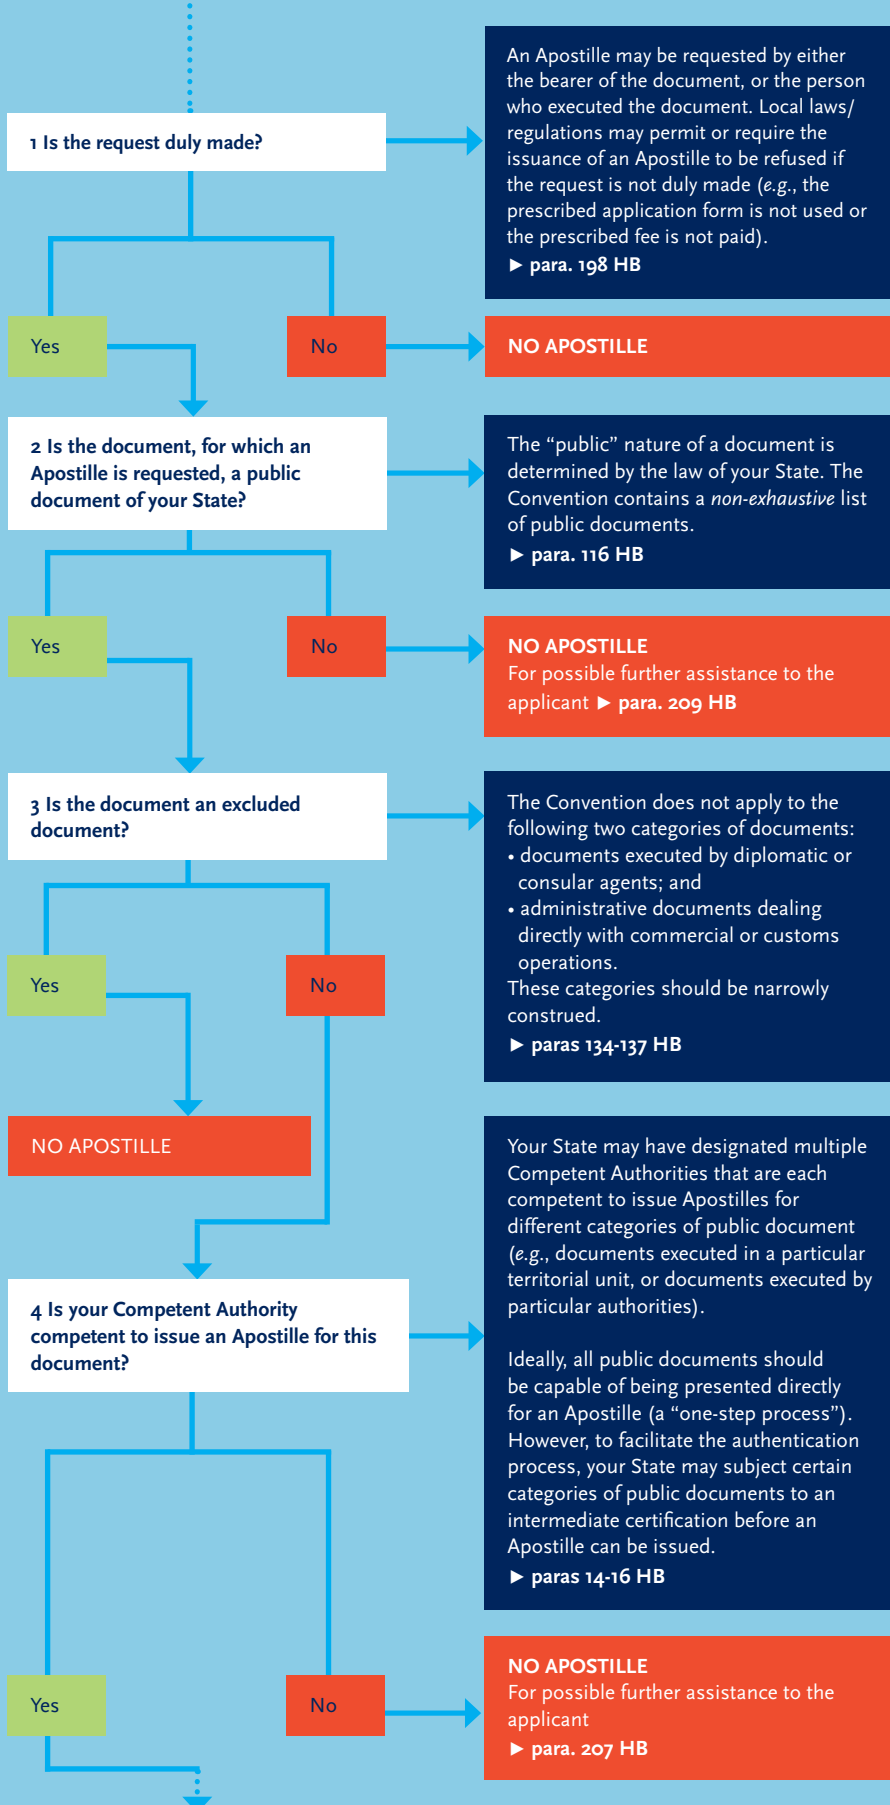 1 Is the request duly made?
An Apostille may be requested by either
the bearer of the document, or the person
who executed the document. Local laws/
regulations may permit or require the
issuance of an Apostille to be refused if
the request is not duly made (e.g., the
prescribed application form is not used or
the prescribed fee is not paid).
► para. 198 HB
Yes
No
NO APOSTILLE
2 Is the document, for which an
Apostille is requested, a public
document of your State?
The “public” nature of a document is
determined by the law of your State. The
Convention contains a non-exhaustive list
of public documents.
► para. 116 HB
Yes
No
NO APOSTILLE
For possible further assistance to the
applicant ► para. 209 HB
3 Is the document an excluded
document?
The Convention does not apply to the
following two categories of documents:
• documents executed by diplomatic or
consular agents; and
• administrative documents dealing
directly with commercial or customs
operations.
These categories should be narrowly
construed.
► paras 134-137 HB
Yes
No
NO APOSTILLE
4 Is your Competent Authority
competent to issue an Apostille for this
document?
Your State may have designated multiple
Competent Authorities that are each
competent to issue Apostilles for
different categories of public document
(e.g., documents executed in a particular
territorial unit, or documents executed by
particular authorities).
Ideally, all public documents should
be capable of being presented directly
for an Apostille (a “one-step process”).
However, to facilitate the authentication
process, your State may subject certain
categories of public documents to an
intermediate certification before an
Apostille can be issued.
► paras 14-16 HB
Yes
No
NO APOSTILLE
For possible further assistance to the
applicant
► para. 207 HB